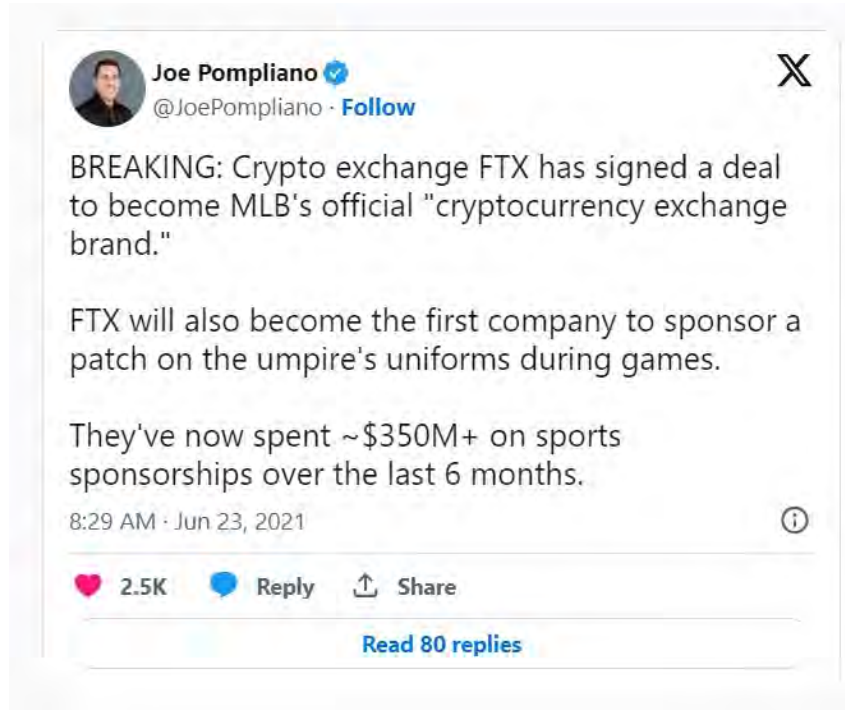 Joe Pompliano
@JoePompliano · Follow
BREAKING: Crypto exchange FTX has signed a deal
to become MLB's official "cryptocurrency exchange
brand."
FTX will also become the first company to sponsor a
patch on the umpire's uniforms during games.
They've now spent ~$350M+ on sports
sponsorships over the last 6 months.
8:29 AM · Jun 23, 2021
2.5K Reply Share
Read 80 replies